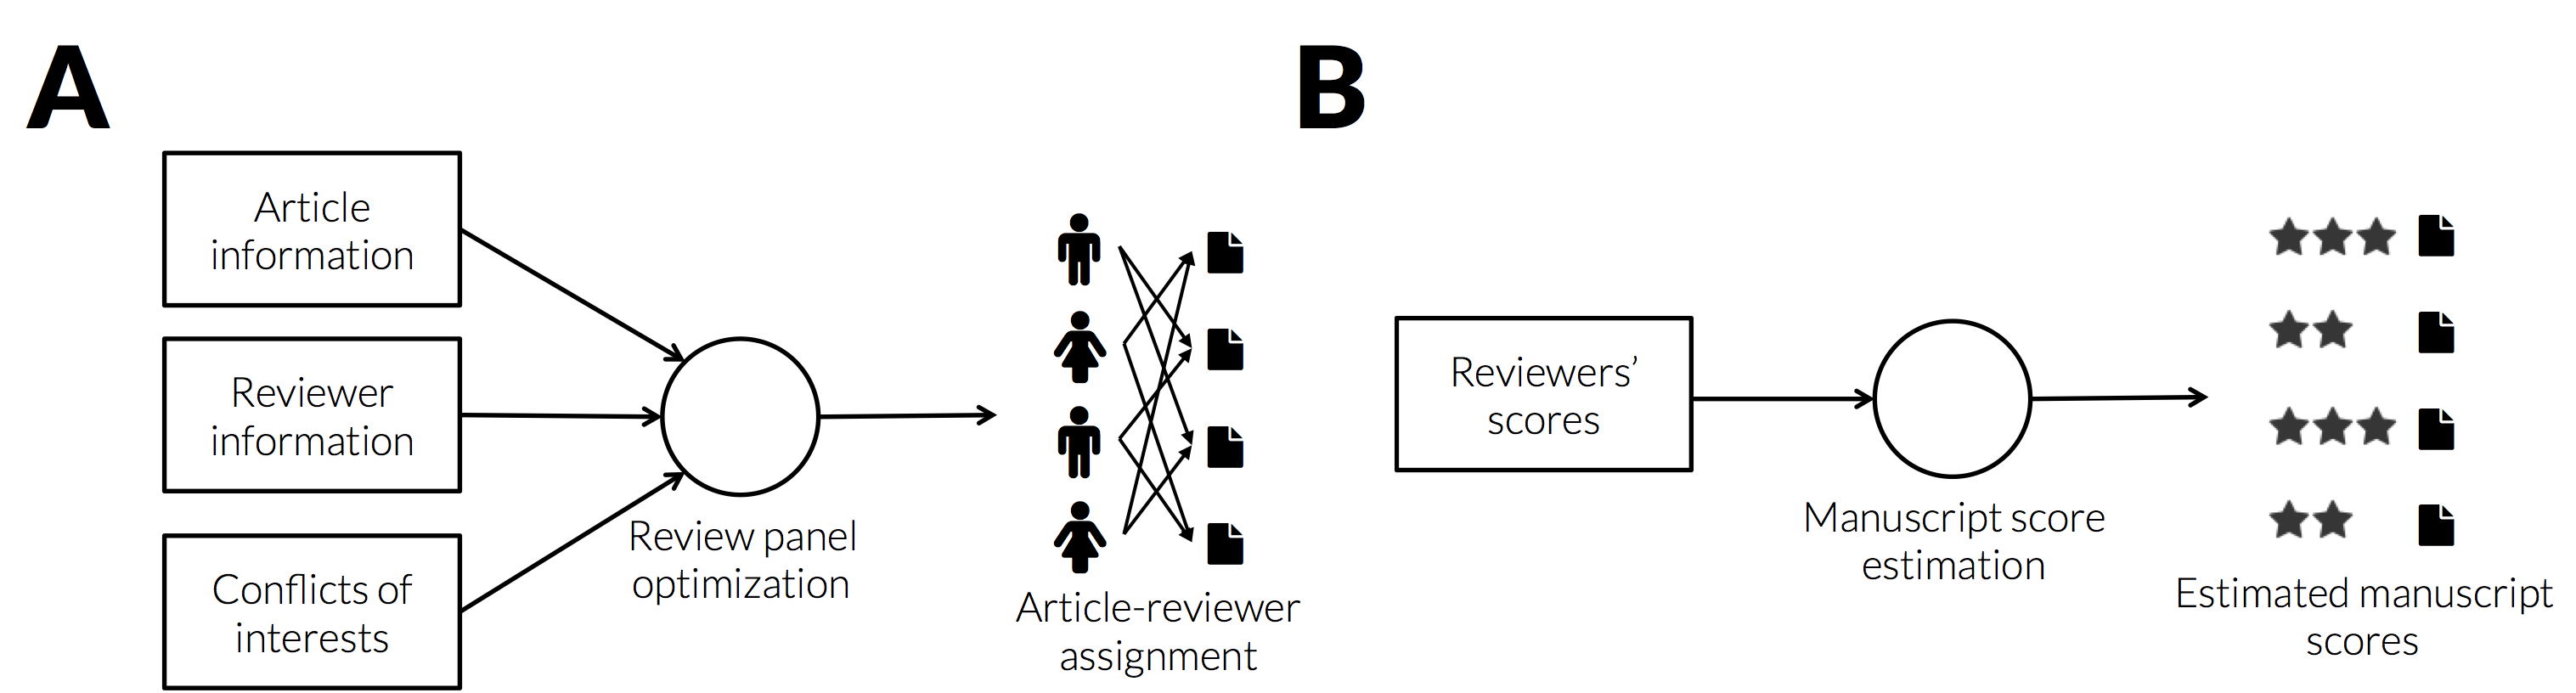 A
Article
information
Reviewer
information
Conflicts of
interests
Review panel
optimization
Article-reviewer
assignment
B
Reviewers’
scores
Manuscript score
estimation
Estimated manuscript
scores